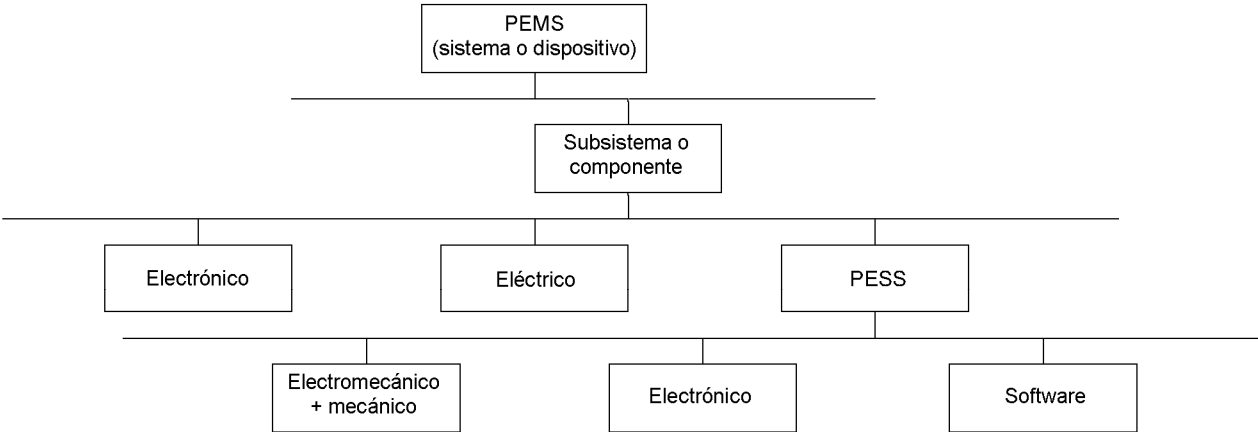 PEMS
(sistema o dispositivo)
Subsistema o
componente
Electrónico
Eléctrico
PESS
Electromecánico
+ mecánico
Electrónico
Software